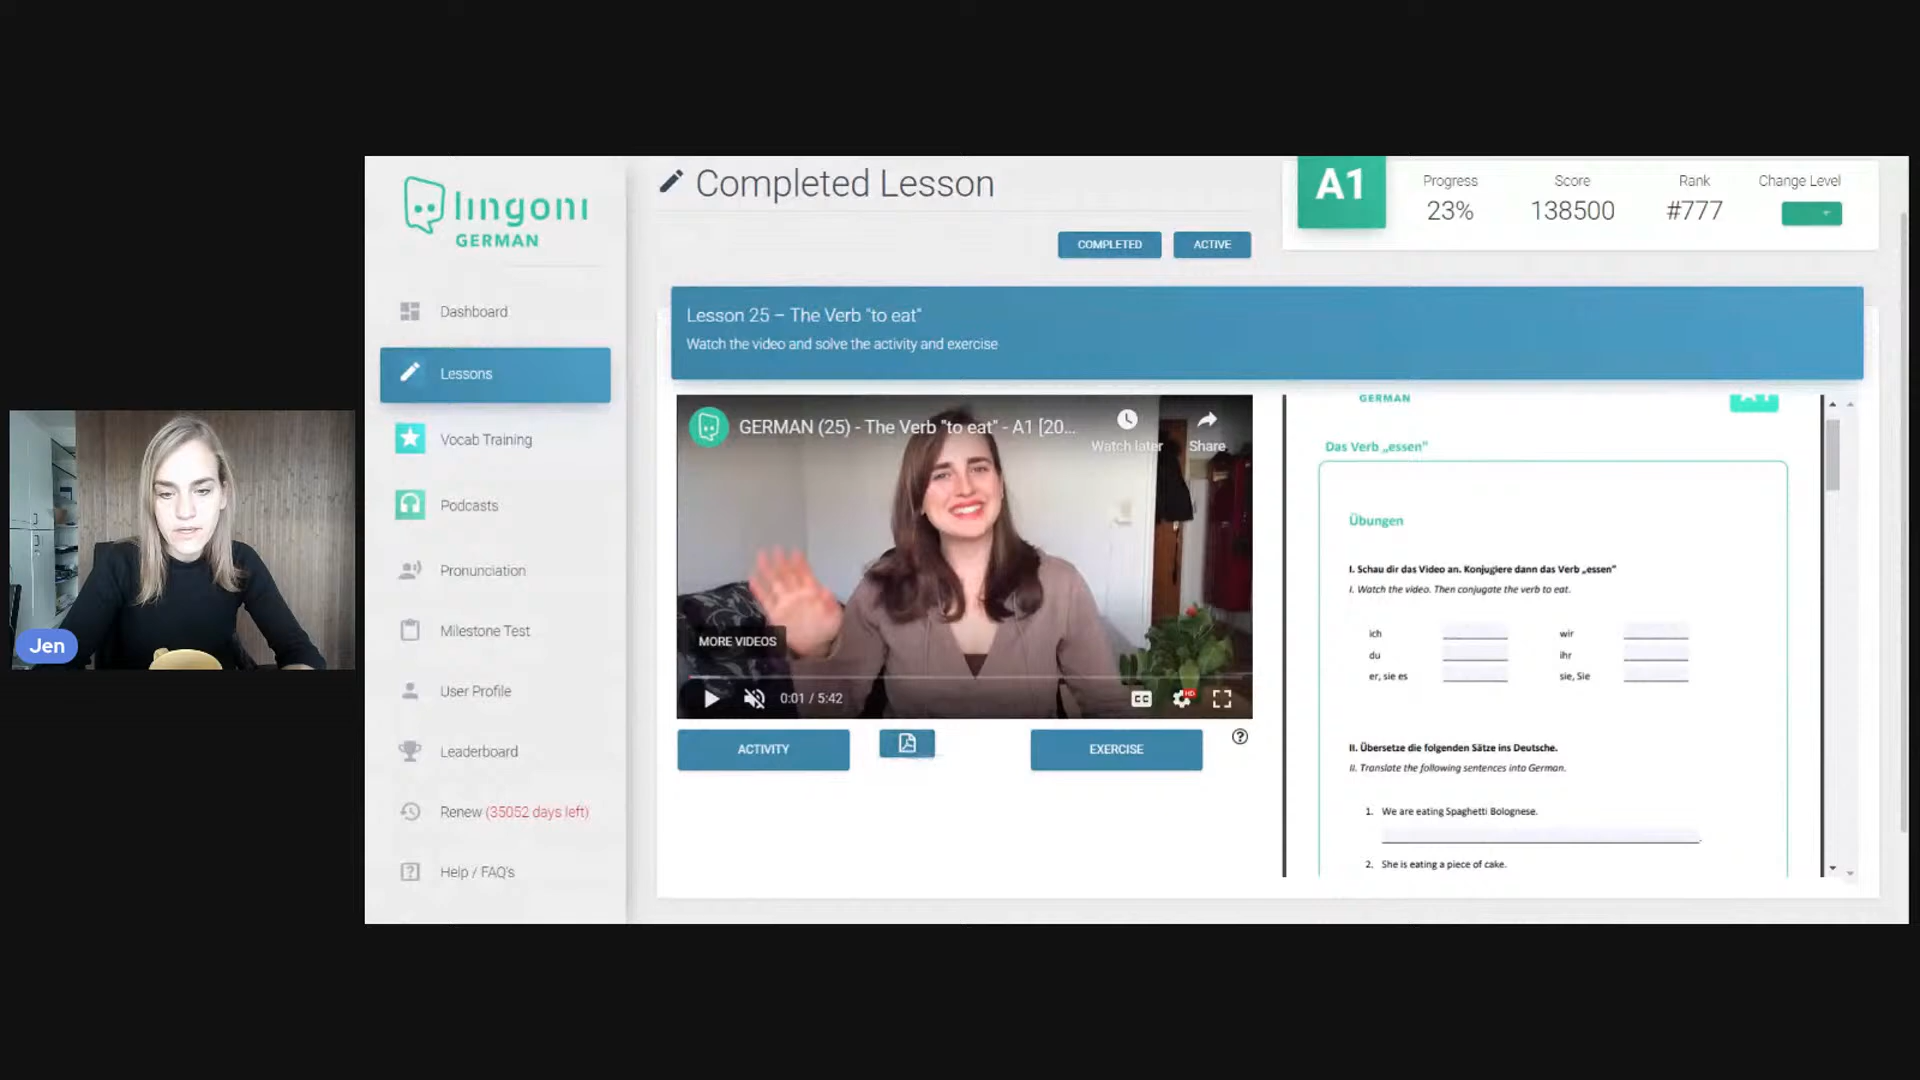 Jen
lingoni
GERMAN
Dashboard
Lessons
Vocab Training
Podcasts
Pronunciation
Milestone Test
User Profile
Leaderboard
Renew (35052 days left)
Help / FAQ's
Completed Lesson
COMPLETED
ACTIVE
A1
Progress
23%
Score
138500
Rank
#777
Change Level
Lesson 25 – The Verb "to eat"
Watch the video and solve the activity and exercise
GERMAN (25) - The Verb "to eat" - A1 [20...
Watch later
Share
MORE VIDEOS
0:01 / 5:42
CC
HD
ACTIVITY
EXERCISE
?
GERMAN
A1
Das Verb „essen"
Übungen
I. Schau dir das Video an. Konjugiere dann das Verb „essen"
I. Watch the video. Then conjugate the verb to eat.
ich
wir
du
ihr
er, sie es
sie, Sie
II. Übersetze die folgenden Sätze ins Deutsche.
II. Translate the following sentences into German.
1. We are eating Spaghetti Bolognese.
2. She is eating a piece of cake.